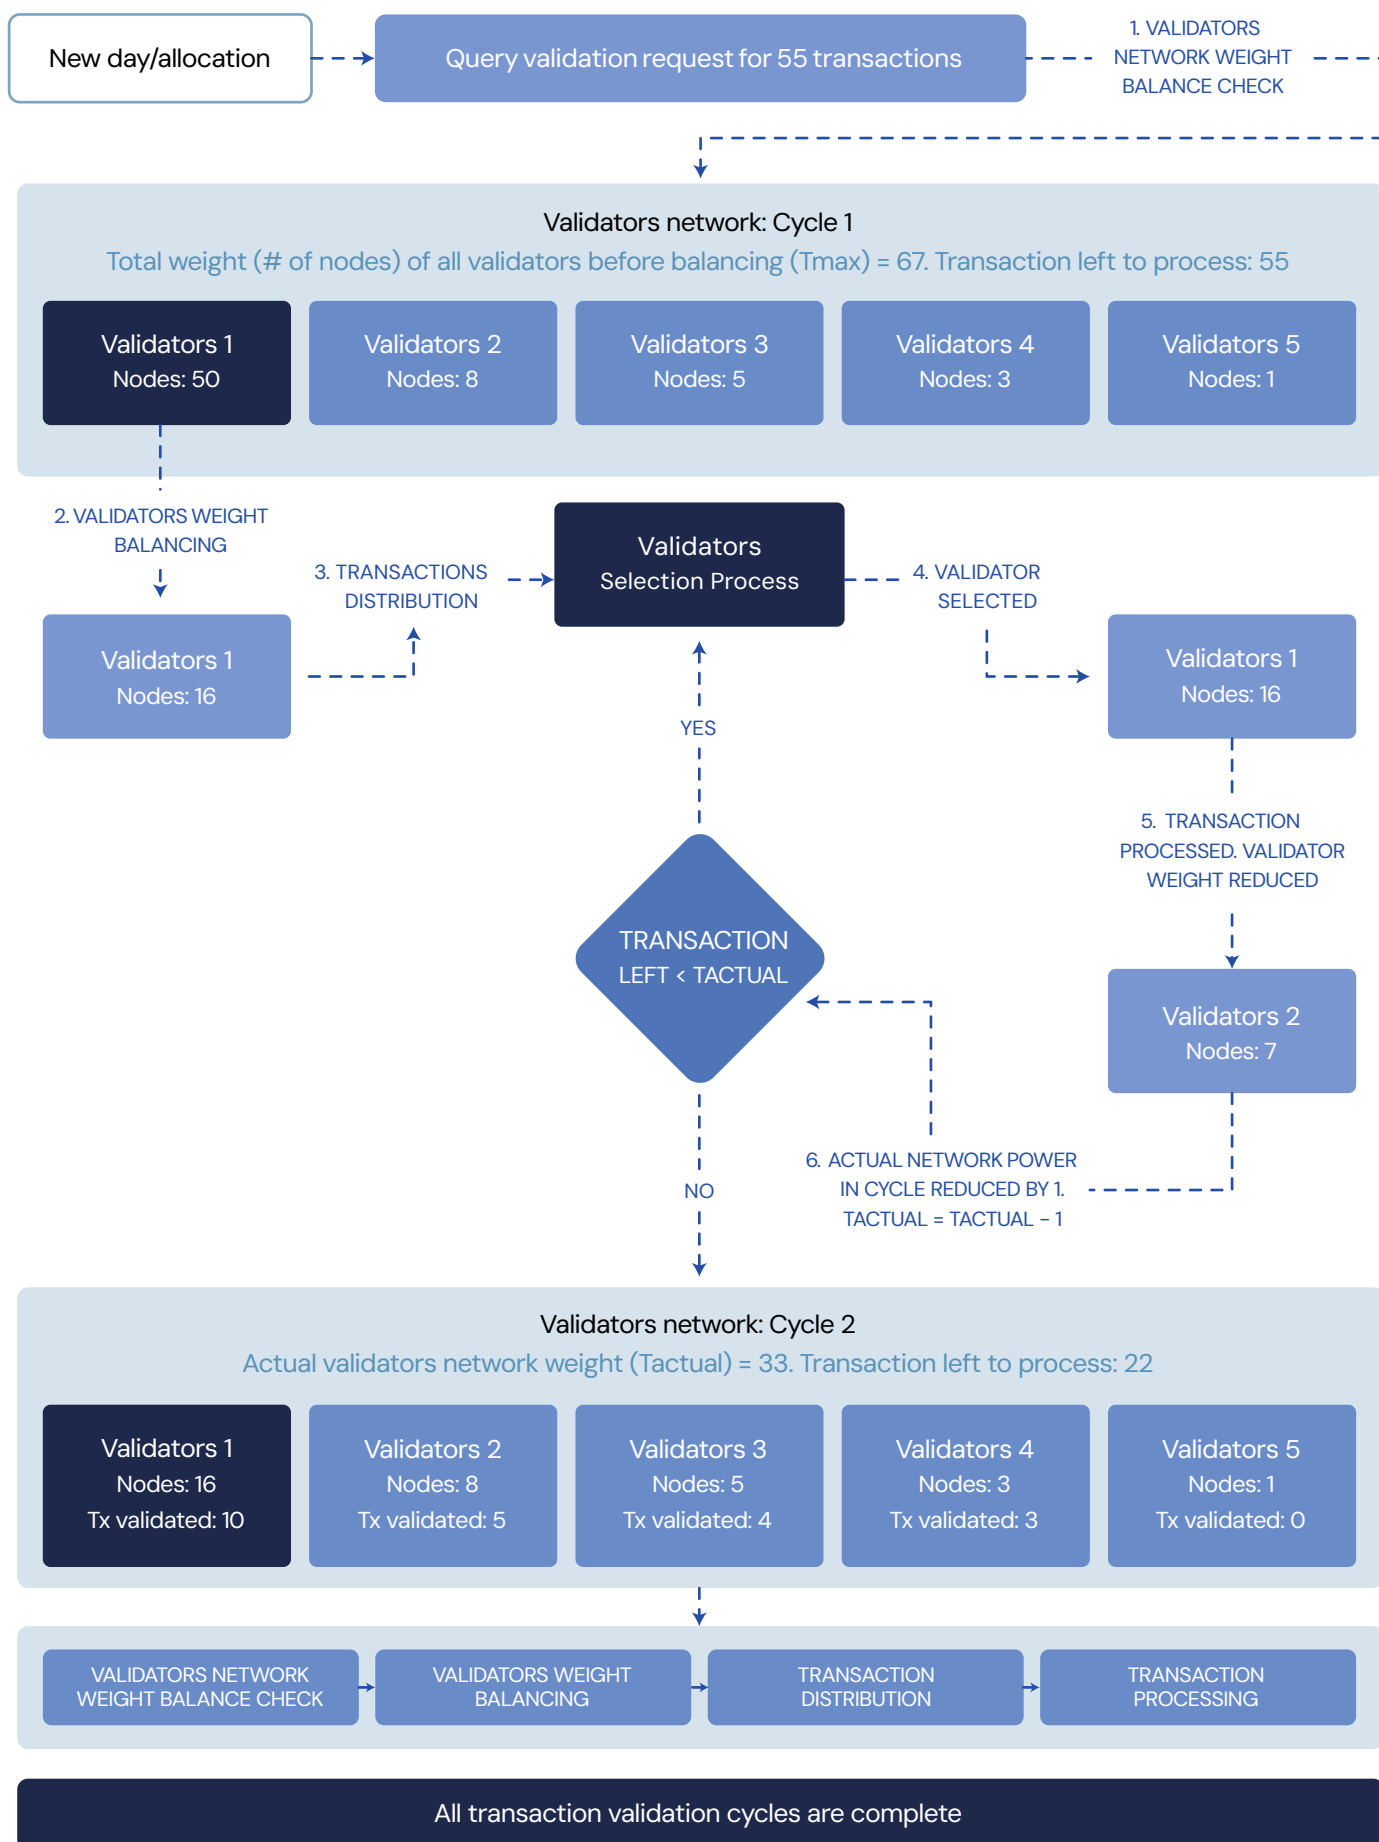 New day/allocation
Query validation request for 55 transactions
1. VALIDATORS
NETWORK WEIGHT
BALANCE CHECK
Validators network: Cycle 1
Total weight (# of nodes) of all validators before balancing (Tmax) = 67. Transaction left to process: 55
Validators 1
Nodes: 50
Validators 2
Nodes: 8
Validators 3
Nodes: 5
Validators 4
Nodes: 3
Validators 5
Nodes: 1
2. VALIDATORS WEIGHT
BALANCING
Validators 1
Nodes: 16
3. TRANSACTIONS
DISTRIBUTION
Validators
Selection Process
4. VALIDATOR
SELECTED
Validators 1
Nodes: 16
5. TRANSACTION
PROCESSED. VALIDATOR
WEIGHT REDUCED
Validators 2
Nodes: 7
6. ACTUAL NETWORK POWER
IN CYCLE REDUCED BY 1.
TACTUAL = TACTUAL - 1
TRANSACTION
LEFT < TACTUAL
YES
NO
Validators network: Cycle 2
Actual validators network weight (Tactual) = 33. Transaction left to process: 22
Validators 1
Nodes: 16
Tx validated: 10
Validators 2
Nodes: 8
Tx validated: 5
Validators 3
Nodes: 5
Tx validated: 4
Validators 4
Nodes: 3
Tx validated: 3
Validators 5
Nodes: 1
Tx validated: 0
VALIDATORS NETWORK
WEIGHT BALANCE CHECK
VALIDATORS WEIGHT
BALANCING
TRANSACTION
DISTRIBUTION
TRANSACTION
PROCESSING
All transaction validation cycles are complete